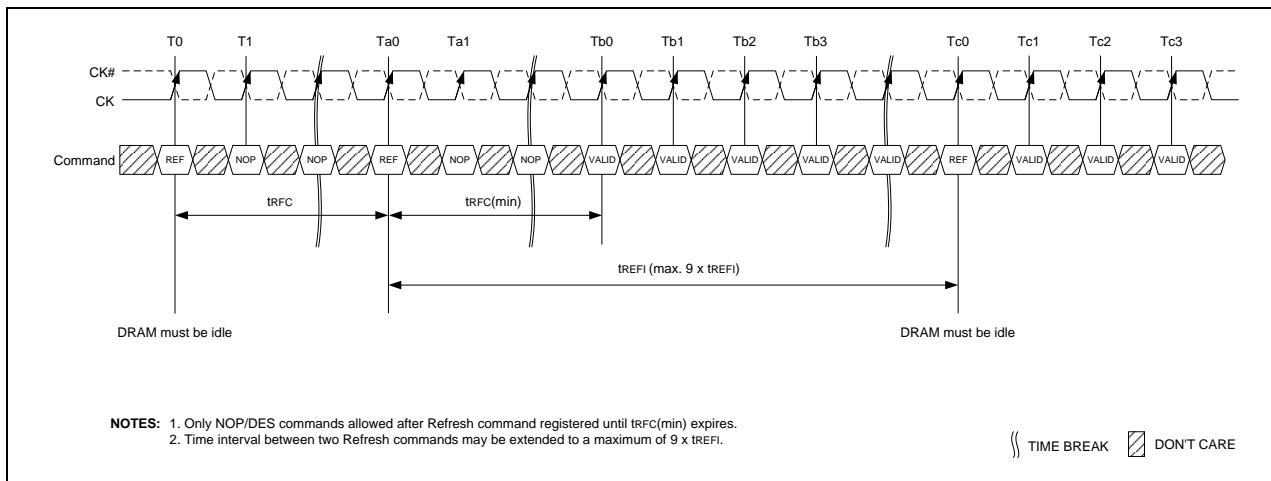 T0 T1 Ta0 Ta1 Tb0 Tb1 Tb2 Tb3 Tc0 Tc1 Tc2 Tc3
CK#
CK
Command REF NOP NOP REF NOP NOP VALID VALID VALID VALID VALID REF VALID VALID VALID
tRFC tRFC(min)
tREFI (max. 9 x tREFI)
DRAM must be idle DRAM must be idle
NOTES: 1. Only NOP/DES commands allowed after Refresh command registered until tRFC(min) expires.
2. Time interval between two Refresh commands may be extended to a maximum of 9 x tREFI.
TIME BREAK DON'T CARE